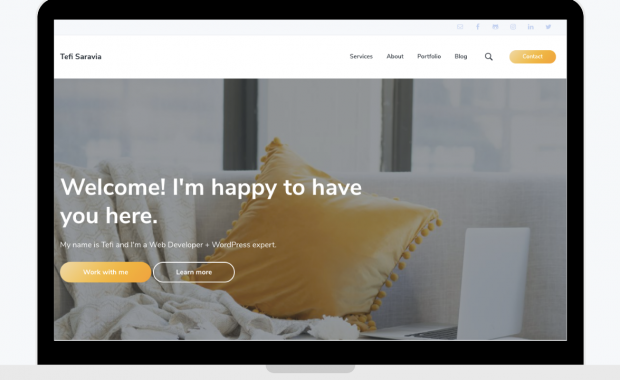 Tefi Saravia
Services About Portfolio Blog Contact
Welcome! I'm happy to have
you here.
My name is Tefi and I'm a Web Developer + WordPress expert.
Work with me Learn more